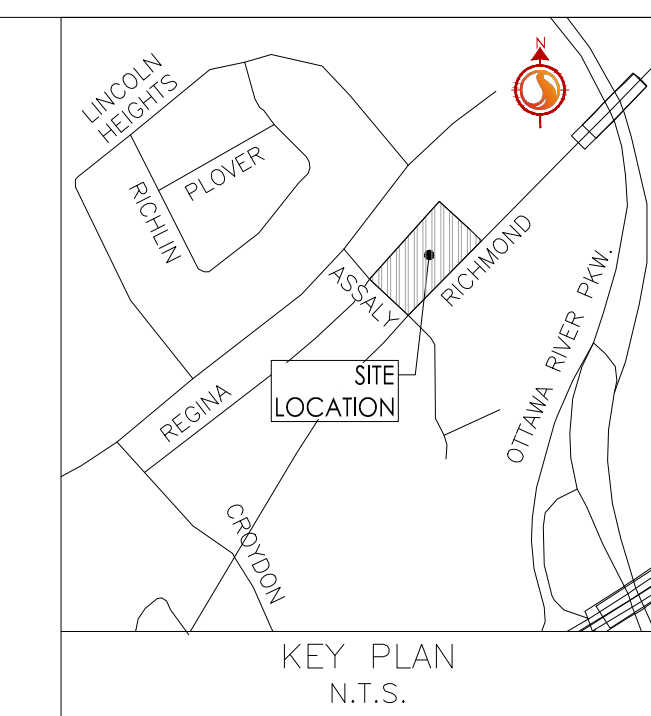 N
LINCOLN
HEIGHTS
PLOVER
RICHLIN
RICHMOND
ASSALY
OTTAWA RIVER PKW.
SITE
LOCATION
REGINA
CROYDON
KEY PLAN
N.T.S.